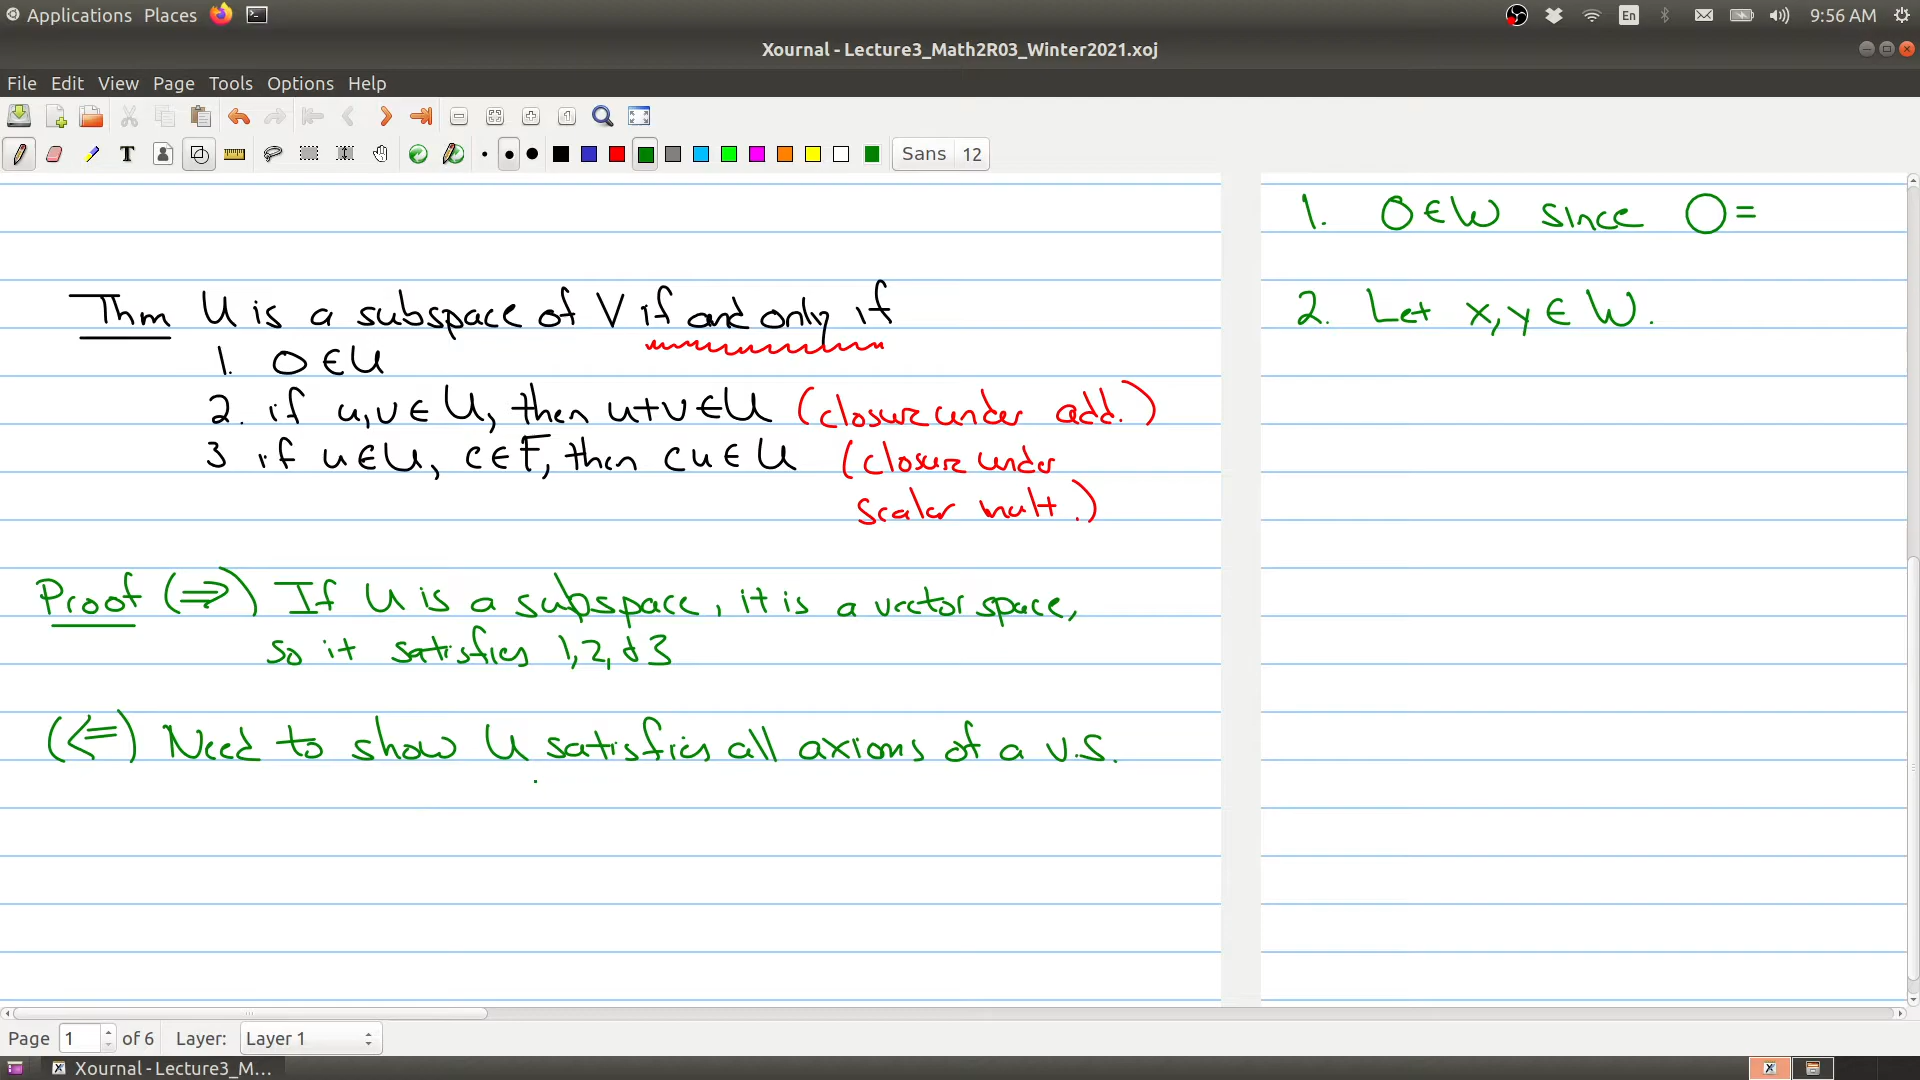 Applications Places En 9:56 AM
Xournal - Lecture3_Math2R03_Winter2021.xoj
File Edit View Page Tools Options Help
T Sans 12
Thm U is a subspace of V if and only if
1. 0 ∈ U
2. if u,v ∈ U, then u+v ∈ U (closure under add.)
3 if u ∈ U, c ∈ F, then cu ∈ U (closure under
scalar mult.)
Proof (⇒) If U is a subspace, it is a vector space,
so it satisfies 1,2, & 3
(⇐) Need to show U satisfies all axioms of a v.s.
1. 0 ∈ W since 0 =
2. Let x,y ∈ W.
Page 1 of 6 Layer: Layer 1
Xournal - Lecture3_M...